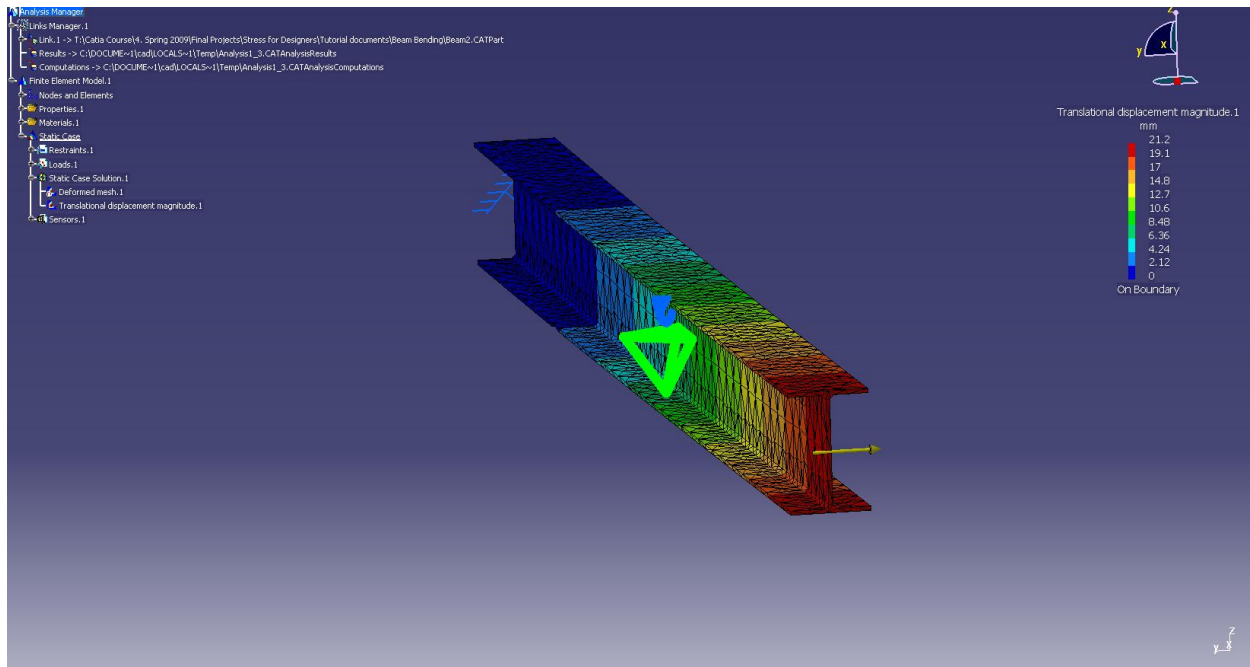 Analysis Manager
Links Manager.1
Link.1 -> T:\Catia Course\4. Spring 2009\Final Projects\Stress for Designers\Tutorial documents\Beam Bending\Beam2.CATPart
Results -> C:\DOCUME~1\cad\LOCALS~1\Temp\Analysis1_3.CATAnalysisResults
Computations -> C:\DOCUME~1\cad\LOCALS~1\Temp\Analysis1_3.CATAnalysisComputations
Finite Element Model.1
Nodes and Elements
Properties.1
Materials.1
Static Case
Restraints.1
Loads.1
Static Case Solution.1
Deformed mesh.1
Translational displacement magnitude.1
Sensors.1
z
y
x
Translational displacement magnitude.1
mm
21.2
19.1
17
14.8
12.7
10.6
8.48
6.36
4.24
2.12
0
On Boundary
z
y x